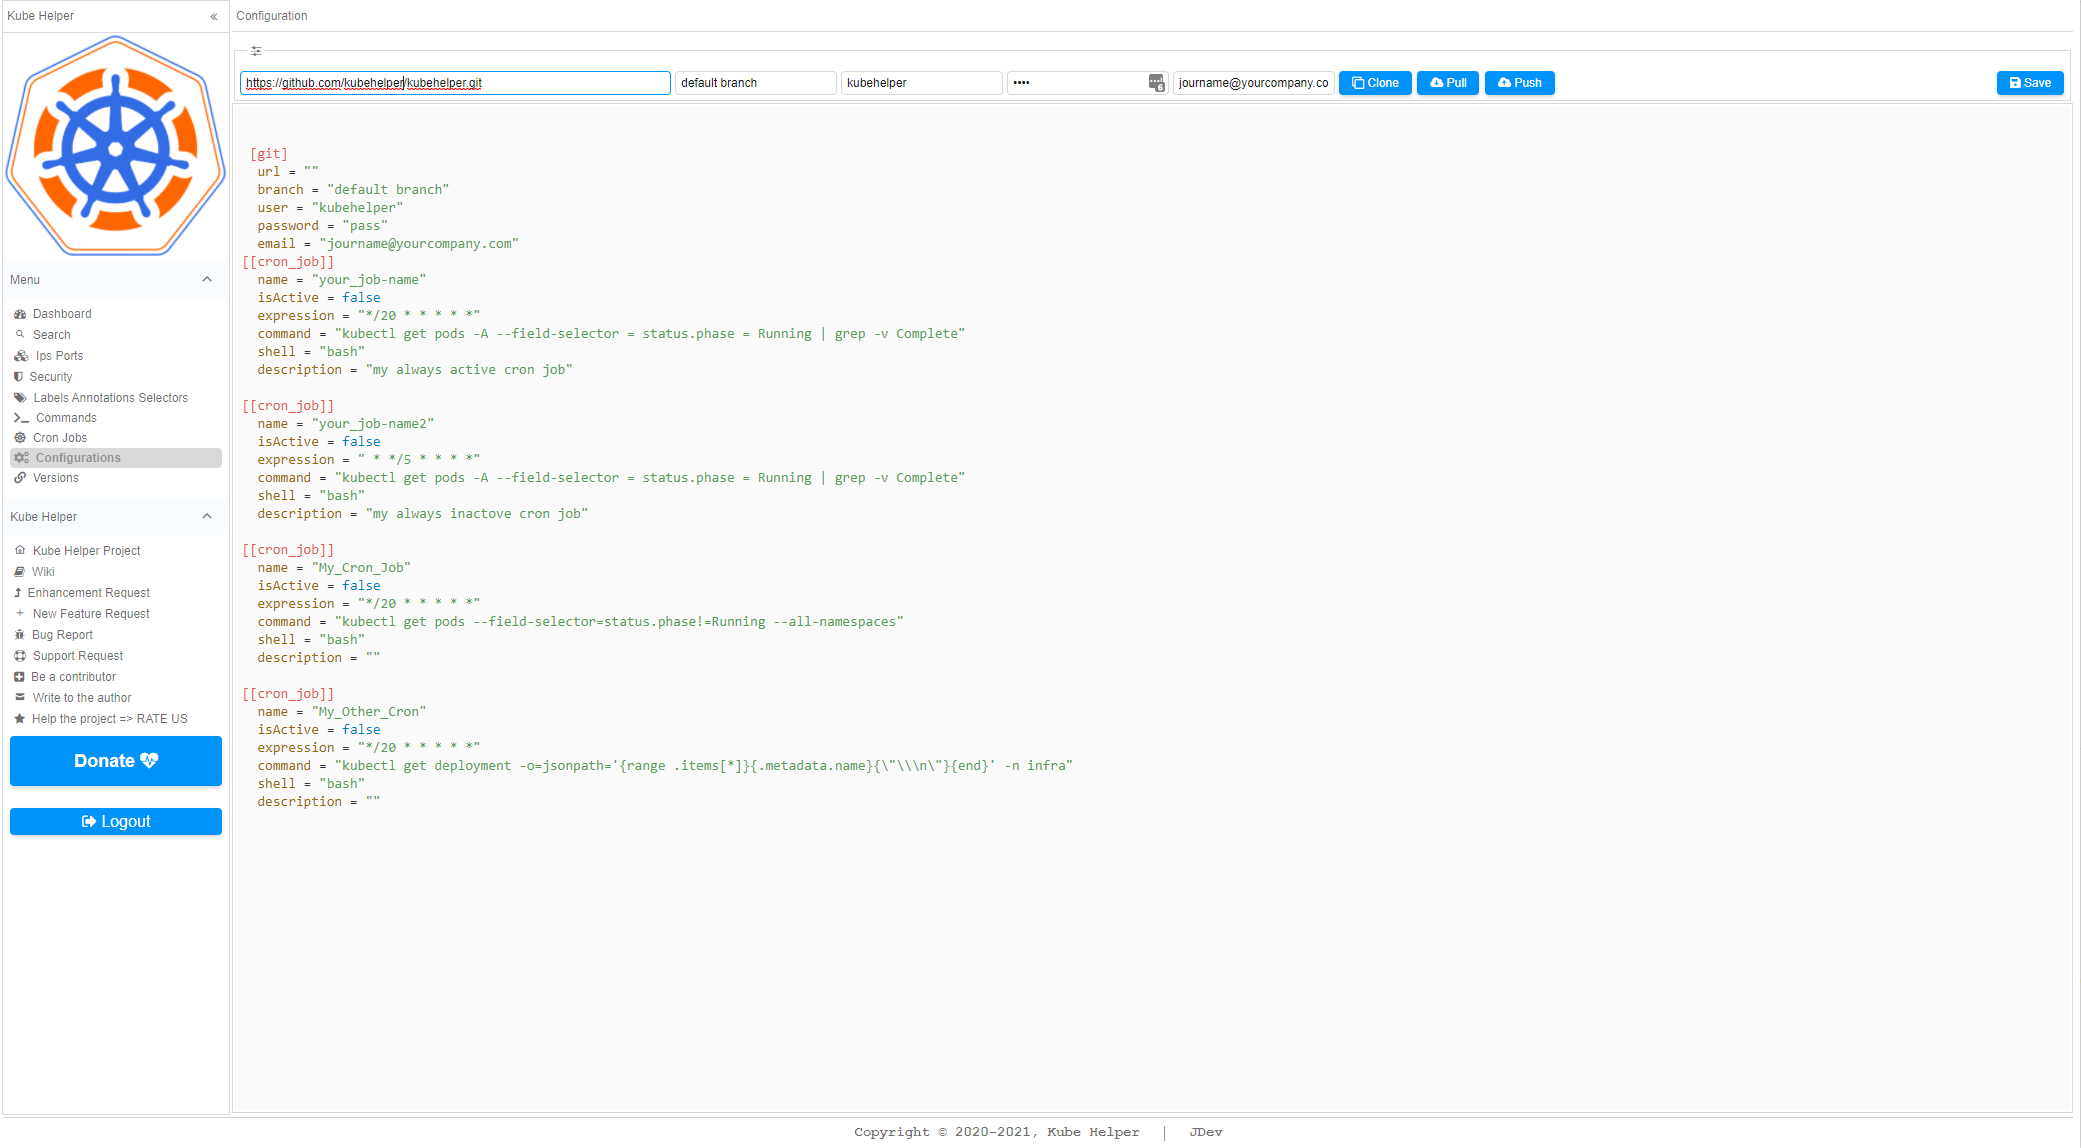 Kube Helper «
Configuration
https://github.com/kubehelper/kubehelper.git default branch kubehelper •••• 6 journame@yourcompany.co Clone Pull Push Save
[git]
url = ""
branch = "default branch"
user = "kubehelper"
password = "pass"
email = "journame@yourcompany.com"
[[cron_job]]
name = "your_job-name"
isActive = false
expression = "*/20 * * * * *"
command = "kubectl get pods -A --field-selector = status.phase = Running | grep -v Complete"
shell = "bash"
description = "my always active cron job"
[[cron_job]]
name = "your_job-name2"
isActive = false
expression = " * */5 * * * *"
command = "kubectl get pods -A --field-selector = status.phase = Running | grep -v Complete"
shell = "bash"
description = "my always inactove cron job"
[[cron_job]]
name = "My_Cron_Job"
isActive = false
expression = "*/20 * * * * *"
command = "kubectl get pods --field-selector=status.phase!=Running --all-namespaces"
shell = "bash"
description = ""
[[cron_job]]
name = "My_Other_Cron"
isActive = false
expression = "*/20 * * * * *"
command = "kubectl get deployment -o=jsonpath='{range .items[*]}{.metadata.name}{\"\\\n\"}{end}' -n infra"
shell = "bash"
description = ""
Menu
Dashboard
Search
Ips Ports
Security
Labels Annotations Selectors
Commands
Cron Jobs
Configurations
Versions
Kube Helper
Kube Helper Project
Wiki
Enhancement Request
New Feature Request
Bug Report
Support Request
Be a contributor
Write to the author
Help the project => RATE US
Donate
Logout
Copyright © 2020-2021, Kube Helper | JDev